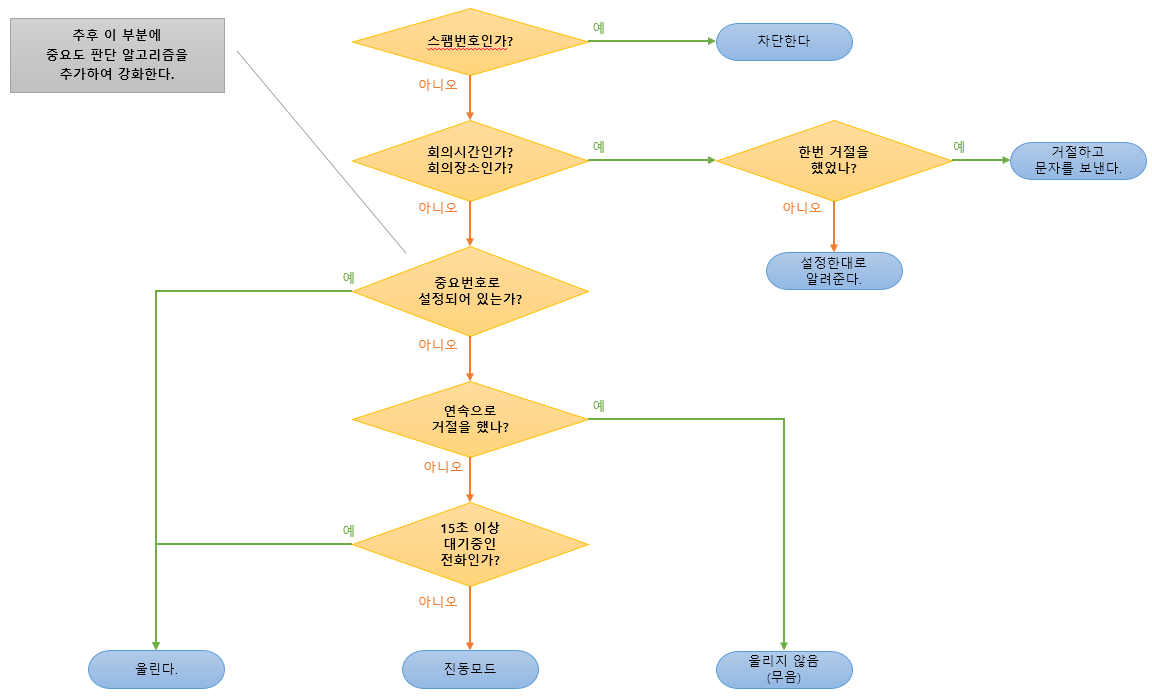 추후 이 부분에
중요도 판단 알고리즘을
추가하여 강화한다.
스팸번호인가?
예
차단한다
아니오
회의시간인가?
회의장소인가?
예
한번 거절을
했었나?
예
거절하고
문자를 보낸다.
아니오
아니오
설정한대로
알려준다.
중요번호로
설정되어 있는가?
예
아니오
연속으로
거절을 했나?
예
아니오
15초 이상
대기중인
전화인가?
예
아니오
울린다.
진동모드
울리지 않음
(무음)